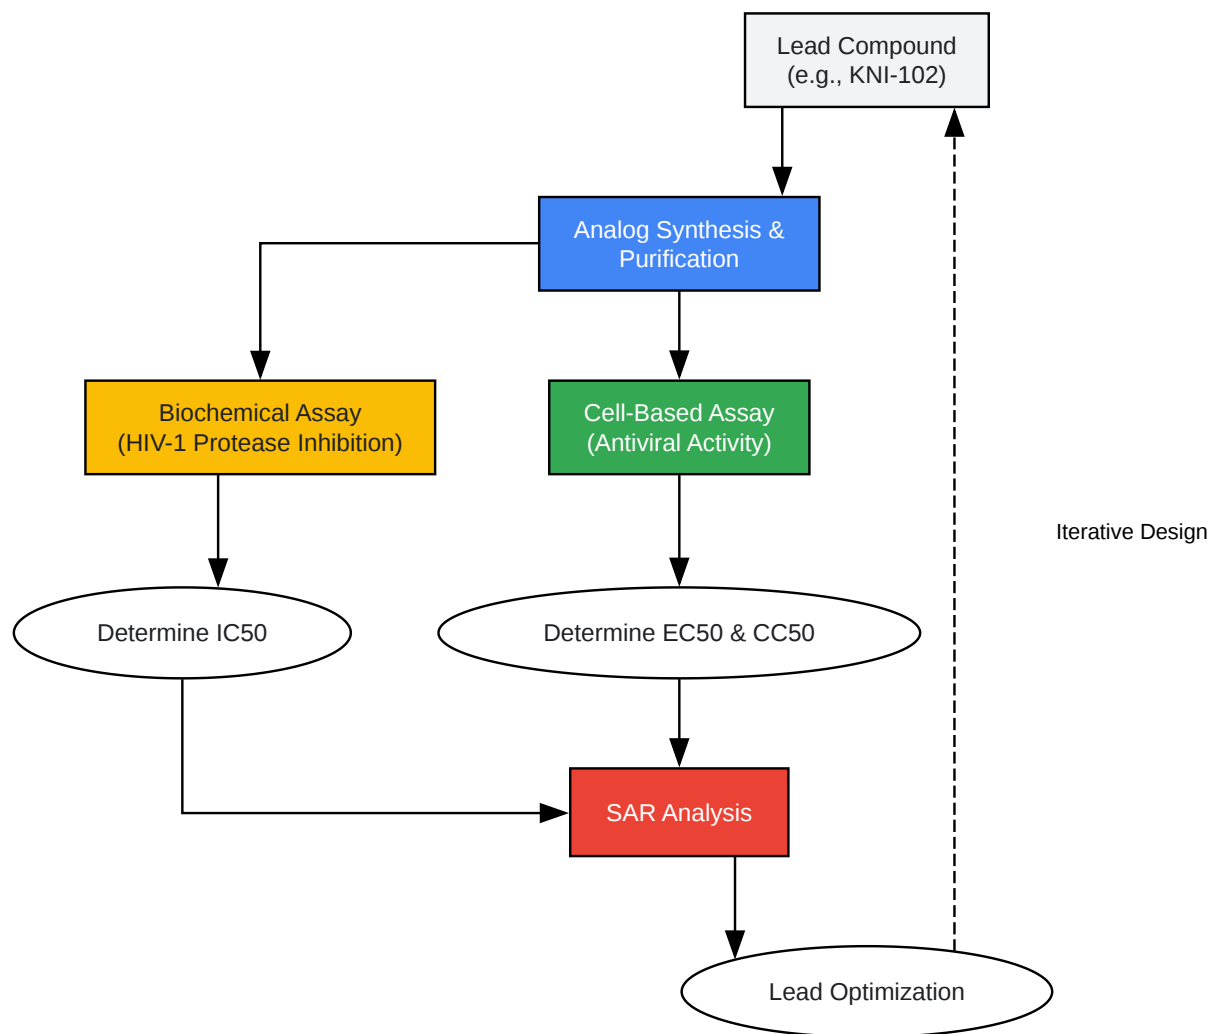 Lead Compound
(e.g., KNI-102)
Analog Synthesis &
Purification
Biochemical Assay
(HIV-1 Protease Inhibition)
Cell-Based Assay
(Antiviral Activity)
Iterative Design
Determine IC50
Determine EC50 & CC50
SAR Analysis
Lead Optimization